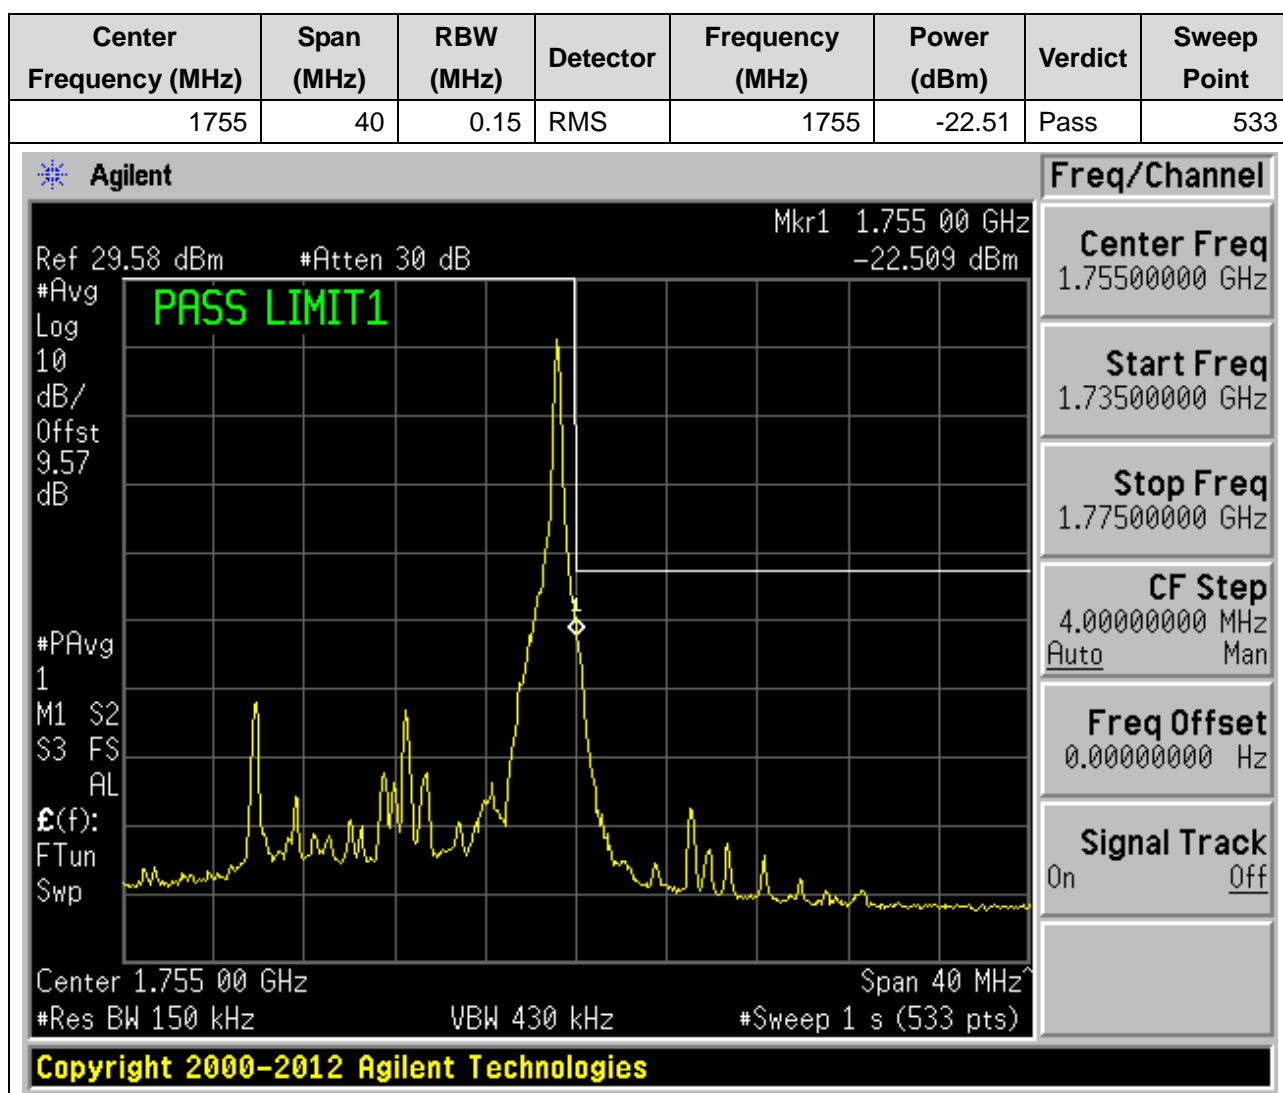 Center Frequency (MHz) Span (MHz) RBW (MHz) Detector Frequency (MHz) Power (dBm) Verdict Sweep Point
1755 40 0.15 RMS 1755 -22.51 Pass 533
Agilent
Freq/Channel
Mkr1 1.755 00 GHz
Ref 29.58 dBm #Atten 30 dB -22.509 dBm
#Avg
Log
10
dB/
Offst
9.57
dB
PASS LIMIT1
1
#PAvg
1
M1 S2
S3 FS
AL
£(f):
FTun
Swp
Center 1.755 00 GHz Span 40 MHz^
#Res BW 150 kHz VBW 430 kHz #Sweep 1 s (533 pts)
Center Freq
1.75500000 GHz
Start Freq
1.73500000 GHz
Stop Freq
1.77500000 GHz
CF Step
4.00000000 MHz
Auto Man
Freq Offset
0.00000000 Hz
Signal Track
On Off
Copyright 2000-2012 Agilent Technologies